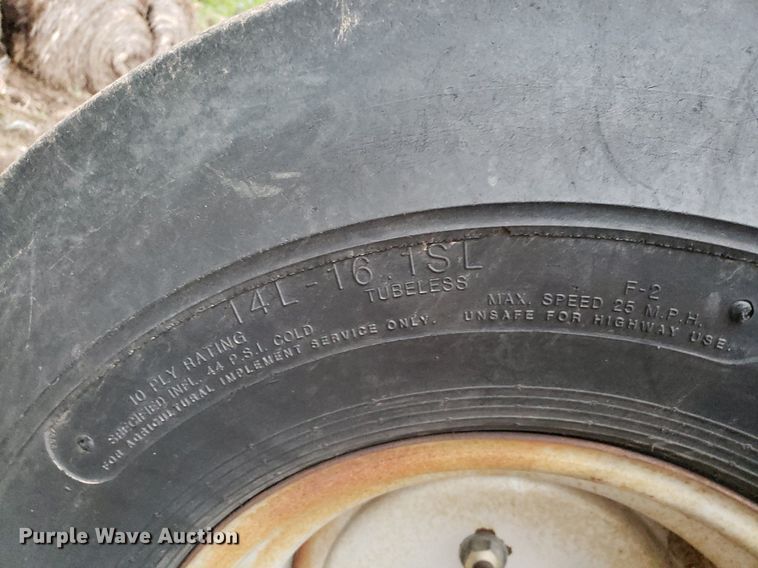 14L-16.1SL
TUBELESS
10 PLY RATING
SPECIFIED INFL. 44 P.S.I. COLD
FOR AGRICULTURAL IMPLEMENT SERVICE ONLY.
F-2
MAX. SPEED 25 M.P.H.
UNSAFE FOR HIGHWAY USE.
Purple Wave Auction